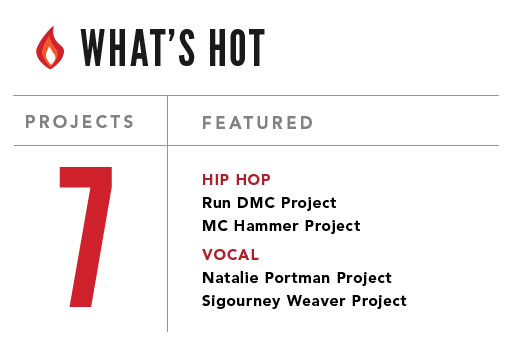 WHAT'S HOT
PROJECTS
FEATURED
7
HIP HOP
Run DMC Project
MC Hammer Project
VOCAL
Natalie Portman Project
Sigourney Weaver Project